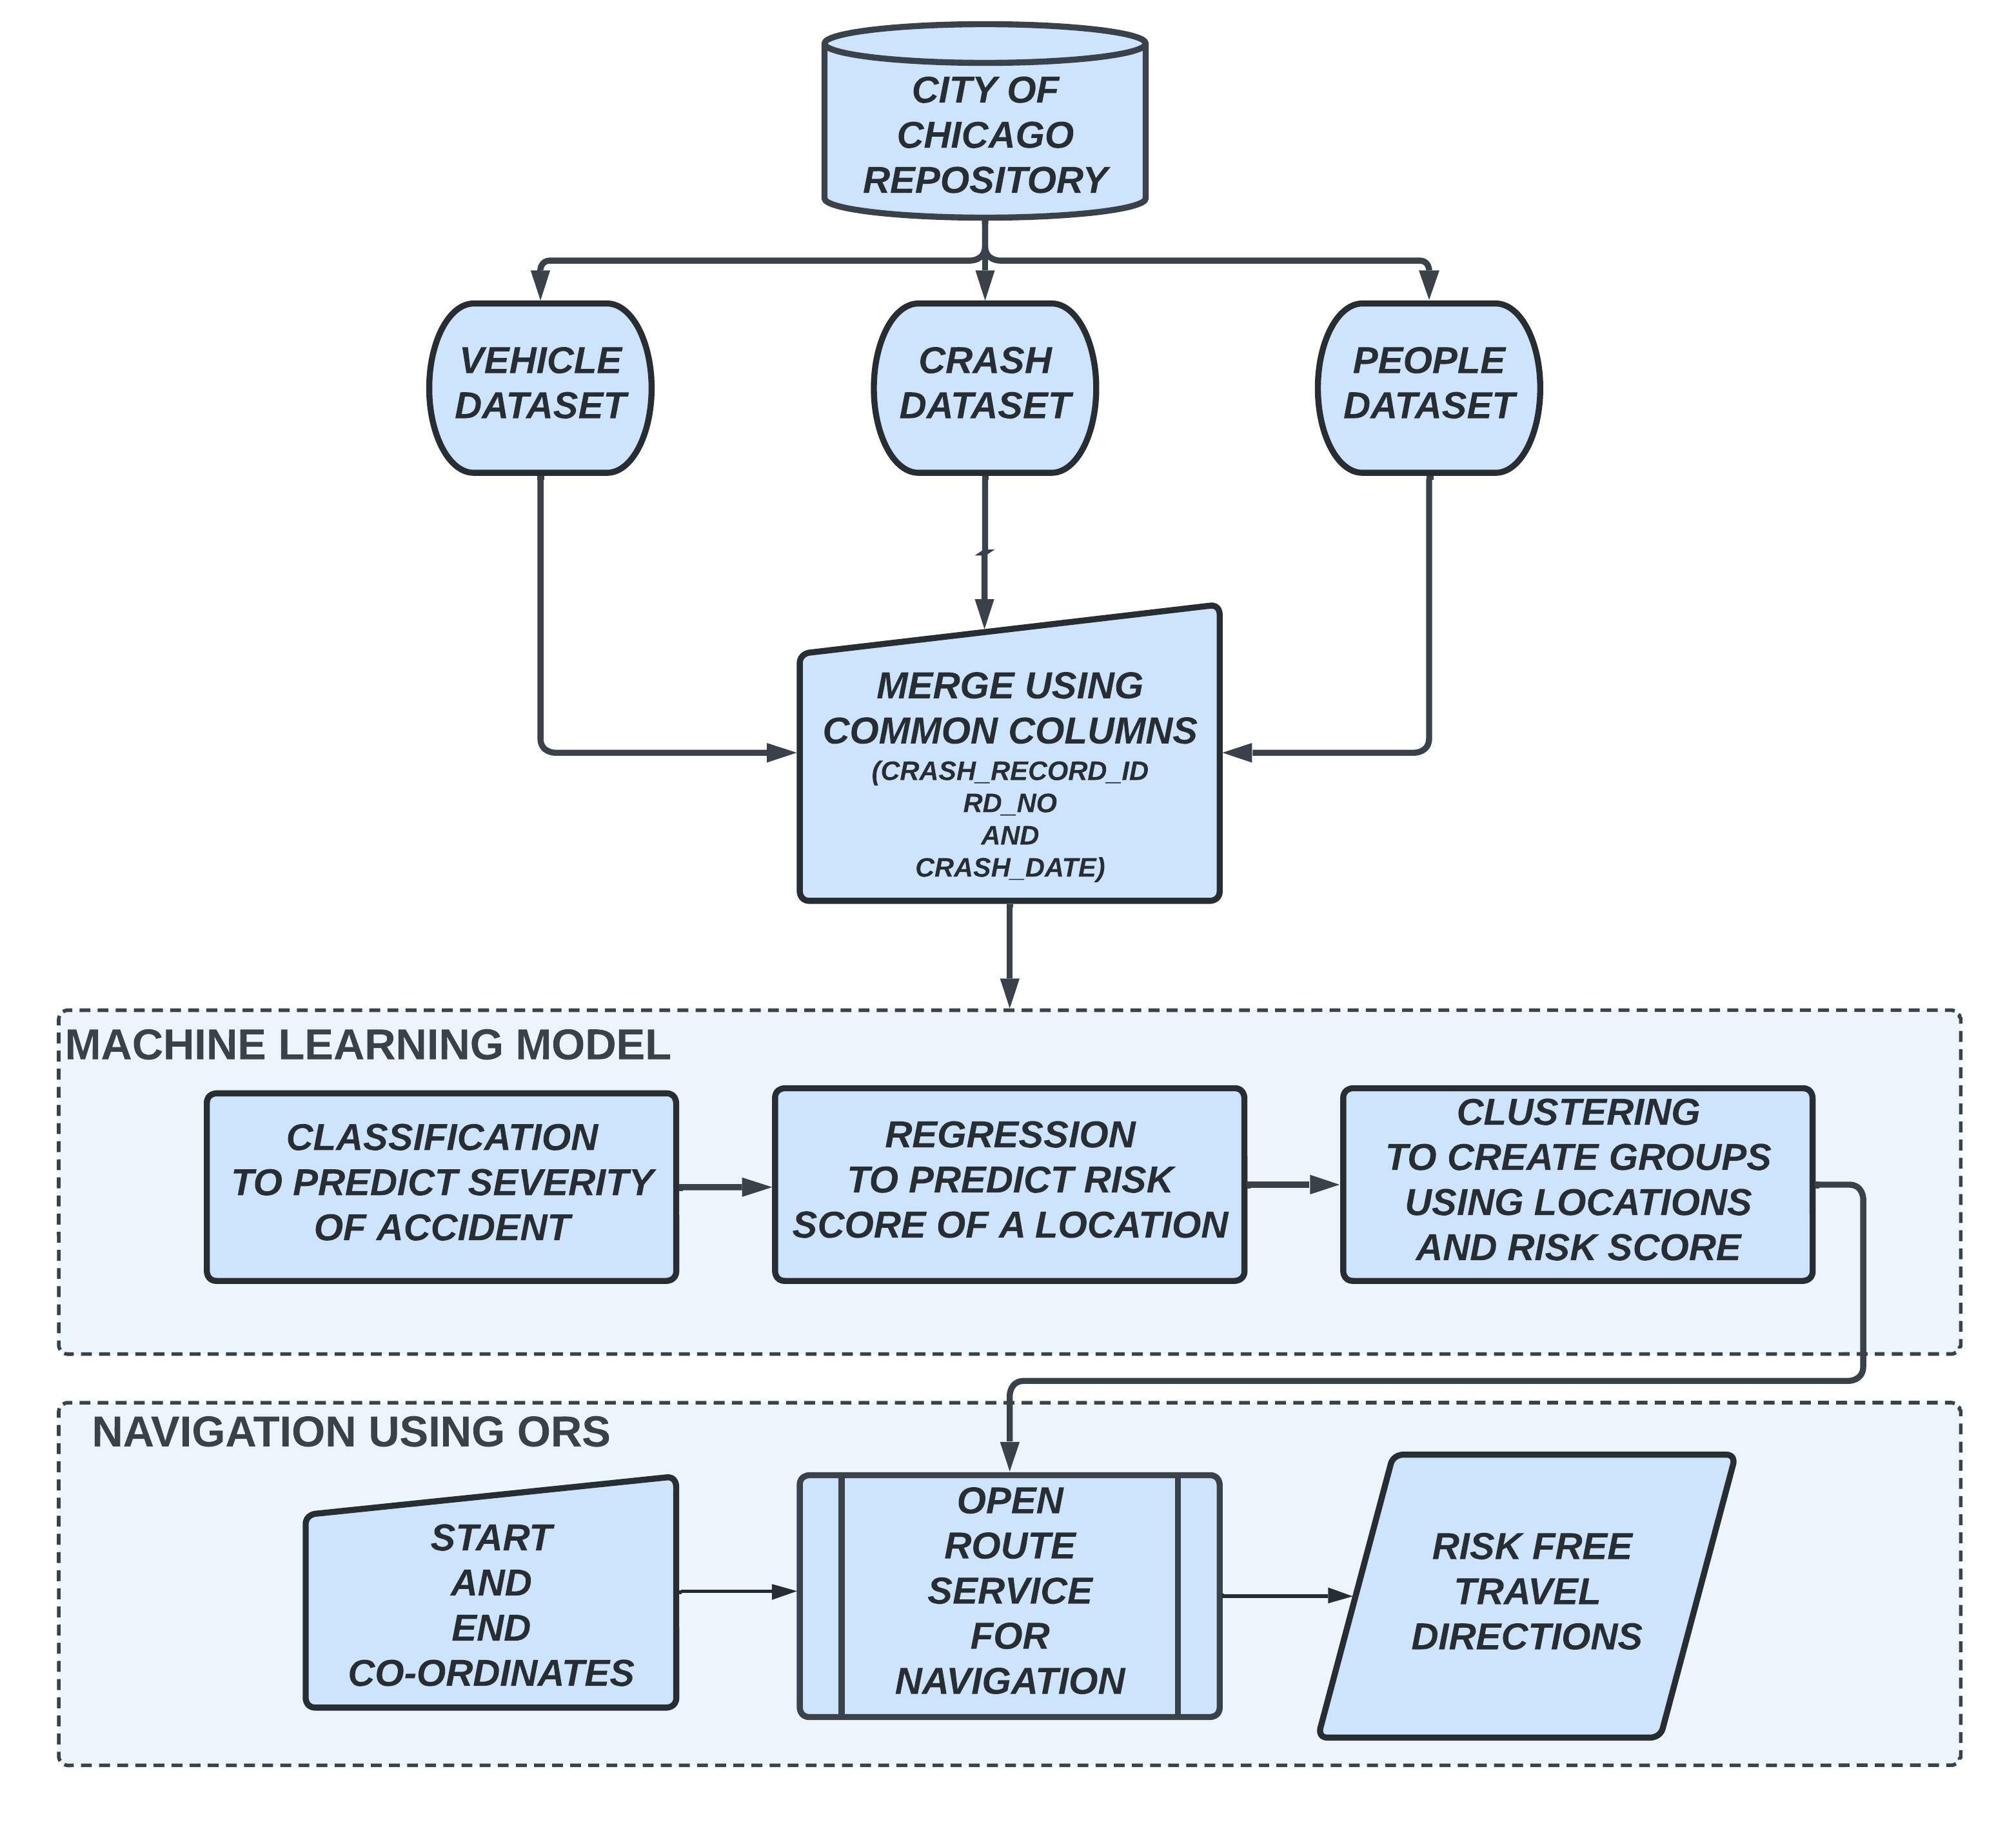 CITY OF
CHICAGO
REPOSITORY
VEHICLE
DATASET
CRASH
DATASET
PEOPLE
DATASET
MERGE USING
COMMON COLUMNS
(CRASH_RECORD_ID
RD_NO
AND
CRASH_DATE)
MACHINE LEARNING MODEL
CLASSIFICATION
TO PREDICT SEVERITY
OF ACCIDENT
REGRESSION
TO PREDICT RISK
SCORE OF A LOCATION
CLUSTERING
TO CREATE GROUPS
USING LOCATIONS
AND RISK SCORE
NAVIGATION USING ORS
START
AND
END
CO-ORDINATES
OPEN
ROUTE
SERVICE
FOR
NAVIGATION
RISK FREE
TRAVEL
DIRECTIONS